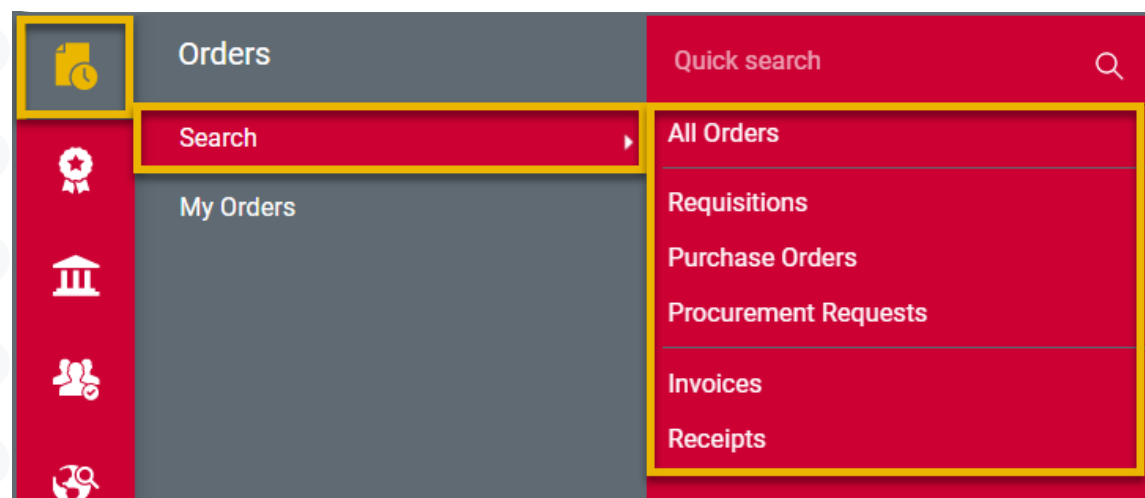 Orders
Search
My Orders
Quick search
All Orders
Requisitions
Purchase Orders
Procurement Requests
Invoices
Receipts